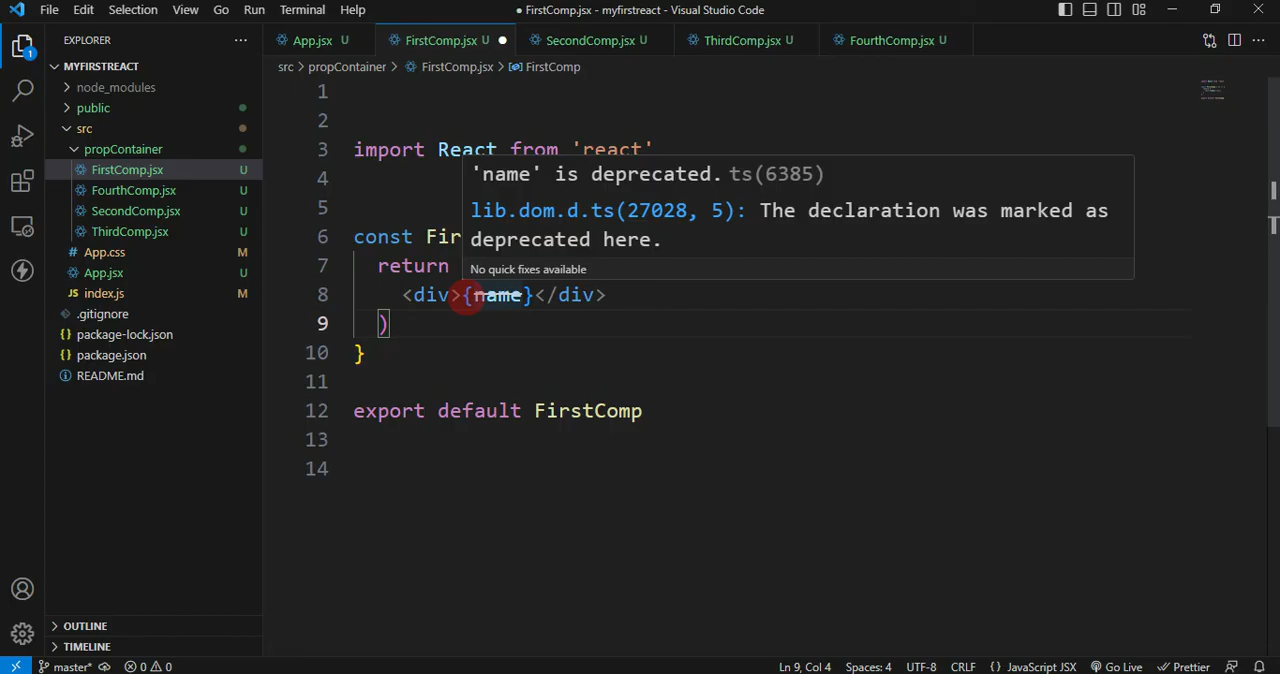 File Edit Selection View Go Run Terminal Help
● FirstComp.jsx - myfirstreact - Visual Studio Code
EXPLORER
MYFIRSTREACT
node_modules
public
src
propContainer
FirstComp.jsx U
FourthComp.jsx U
SecondComp.jsx U
ThirdComp.jsx U
# App.css M
App.jsx U
JS index.js M
.gitignore
{} package-lock.json
{} package.json
README.md
OUTLINE
TIMELINE
1
App.jsx U
FirstComp.jsx U ●
SecondComp.jsx U
ThirdComp.jsx U
FourthComp.jsx U
src > propContainer > FirstComp.jsx > FirstComp
1
2
3 import React from 'react'
4
5
6 const Fir
7 return
8 <div>{name}</div>
9 )
10 }
11
12 export default FirstComp
13
14
'name' is deprecated. ts(6385)
lib.dom.d.ts(27028, 5): The declaration was marked as
deprecated here.
No quick fixes available
master* 0 0
Ln 9, Col 4 Spaces: 4 UTF-8 CRLF {} JavaScript JSX Go Live Prettier